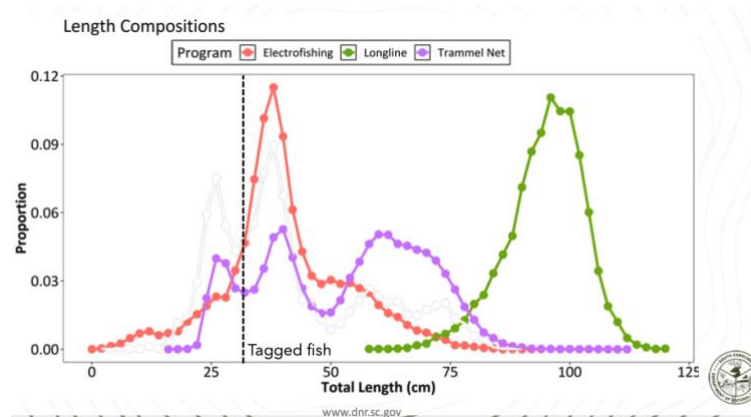 Length Compositions
Program Electrofishing Longline Trammel Net
0.12
0.09
0.06
0.03
0.00
Proportion
Tagged fish
0 25 50 75 100 125
Total Length (cm)
www.dnr.sc.gov